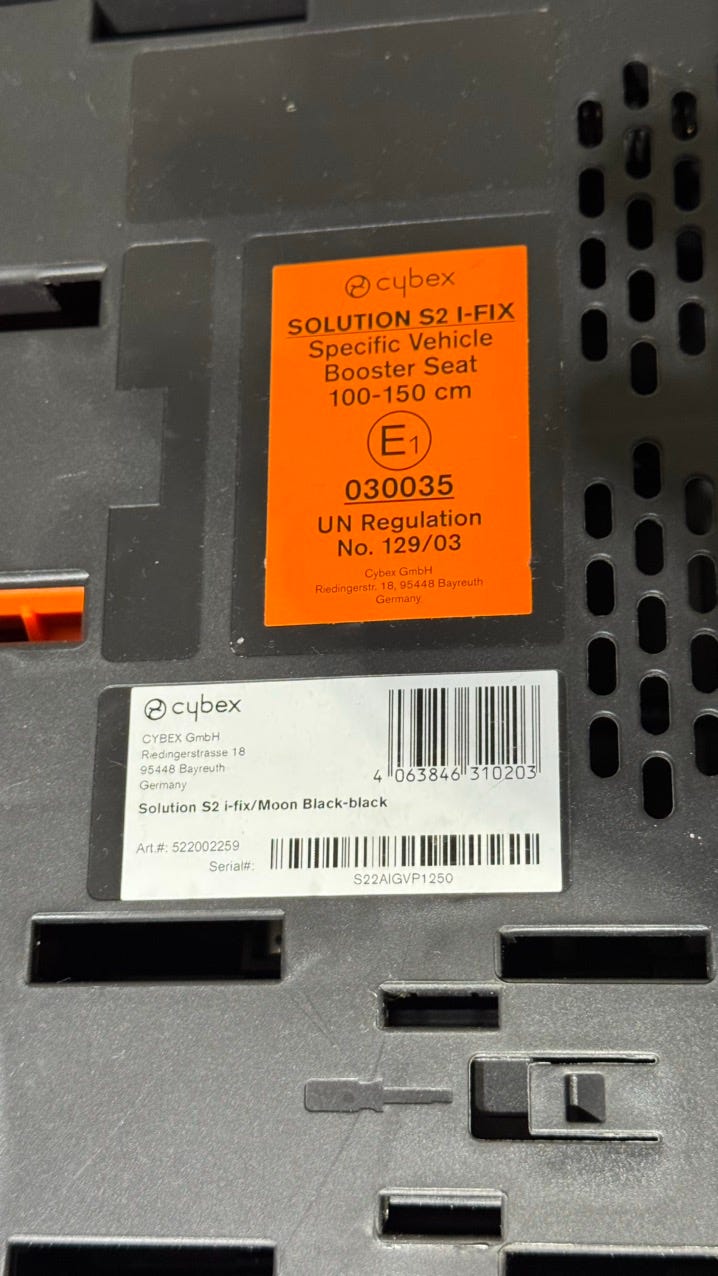 cybex
SOLUTION S2 I-FIX
Specific Vehicle
Booster Seat
100-150 cm
E1
030035
UN Regulation
No. 129/03
Cybex GmbH
Riedingerstr. 18, 95448 Bayreuth
Germany
cybex
CYBEX GmbH
Riedingerstrasse 18
95448 Bayreuth
Germany
4 063846 310203
Solution S2 i-fix/Moon Black-black
Art.#: 522002259
Serial#:
S22AIGVP1250